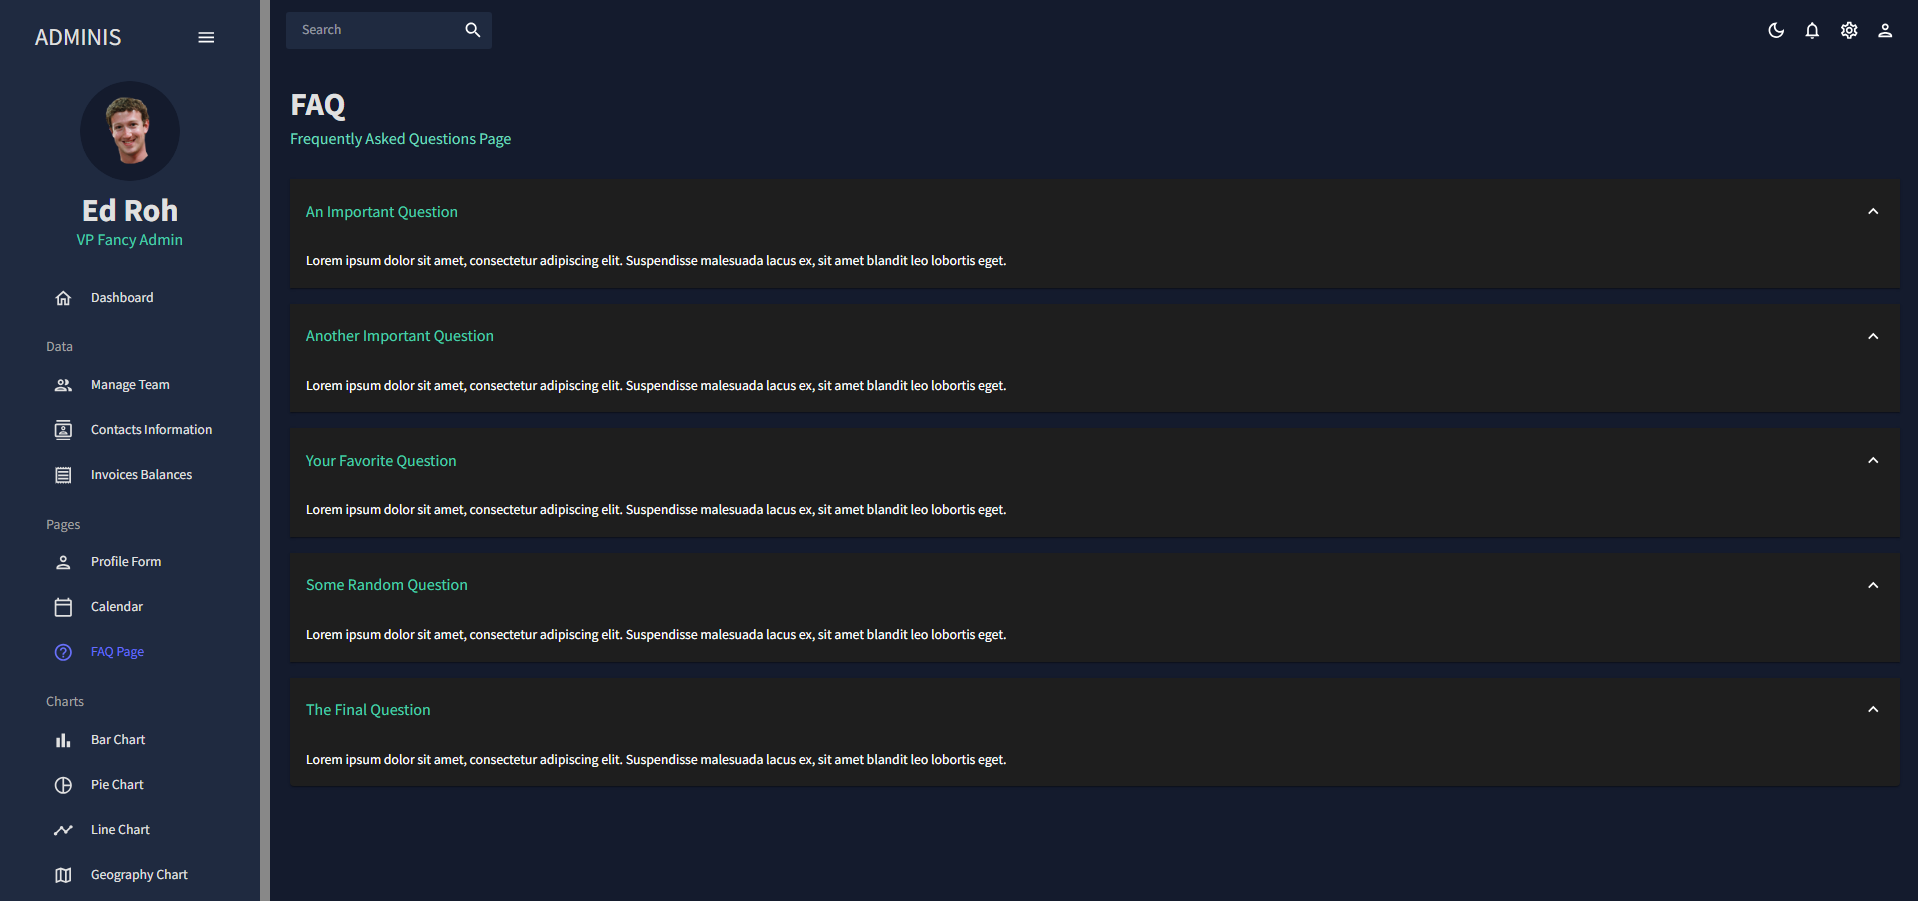 ADMINIS
Ed Roh
VP Fancy Admin
Dashboard
Data
Manage Team
Contacts Information
Invoices Balances
Pages
Profile Form
Calendar
FAQ Page
Charts
Bar Chart
Pie Chart
Line Chart
Geography Chart
Search
FAQ
Frequently Asked Questions Page
An Important Question
Lorem ipsum dolor sit amet, consectetur adipiscing elit. Suspendisse malesuada lacus ex, sit amet blandit leo lobortis eget.
Another Important Question
Lorem ipsum dolor sit amet, consectetur adipiscing elit. Suspendisse malesuada lacus ex, sit amet blandit leo lobortis eget.
Your Favorite Question
Lorem ipsum dolor sit amet, consectetur adipiscing elit. Suspendisse malesuada lacus ex, sit amet blandit leo lobortis eget.
Some Random Question
Lorem ipsum dolor sit amet, consectetur adipiscing elit. Suspendisse malesuada lacus ex, sit amet blandit leo lobortis eget.
The Final Question
Lorem ipsum dolor sit amet, consectetur adipiscing elit. Suspendisse malesuada lacus ex, sit amet blandit leo lobortis eget.